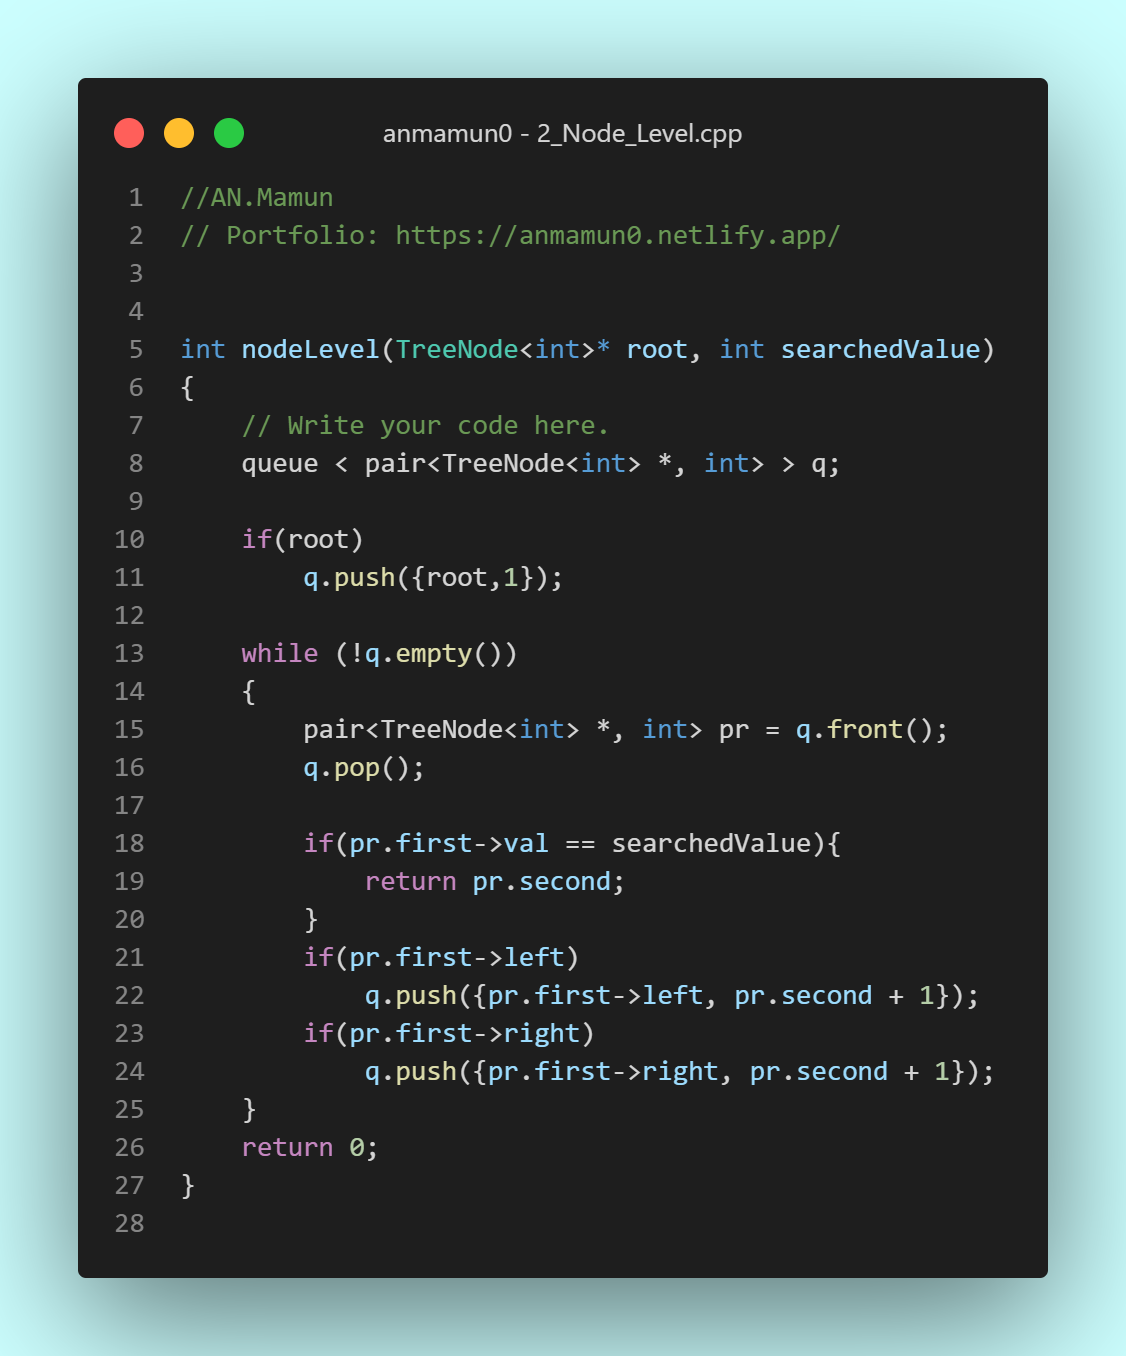 anmamun0 - 2_Node_Level.cpp
1 //AN.Mamun
2 // Portfolio: https://anmamun0.netlify.app/
3
4
5 int nodeLevel(TreeNode<int>* root, int searchedValue)
6 {
7     // Write your code here.
8     queue < pair<TreeNode<int> *, int> > q;
9
10     if(root)
11         q.push({root,1});
12
13     while (!q.empty())
14     {
15         pair<TreeNode<int> *, int> pr = q.front();
16         q.pop();
17
18         if(pr.first->val == searchedValue){
19             return pr.second;
20         }
21         if(pr.first->left)
22             q.push({pr.first->left, pr.second + 1});
23         if(pr.first->right)
24             q.push({pr.first->right, pr.second + 1});
25     }
26     return 0;
27 }
28